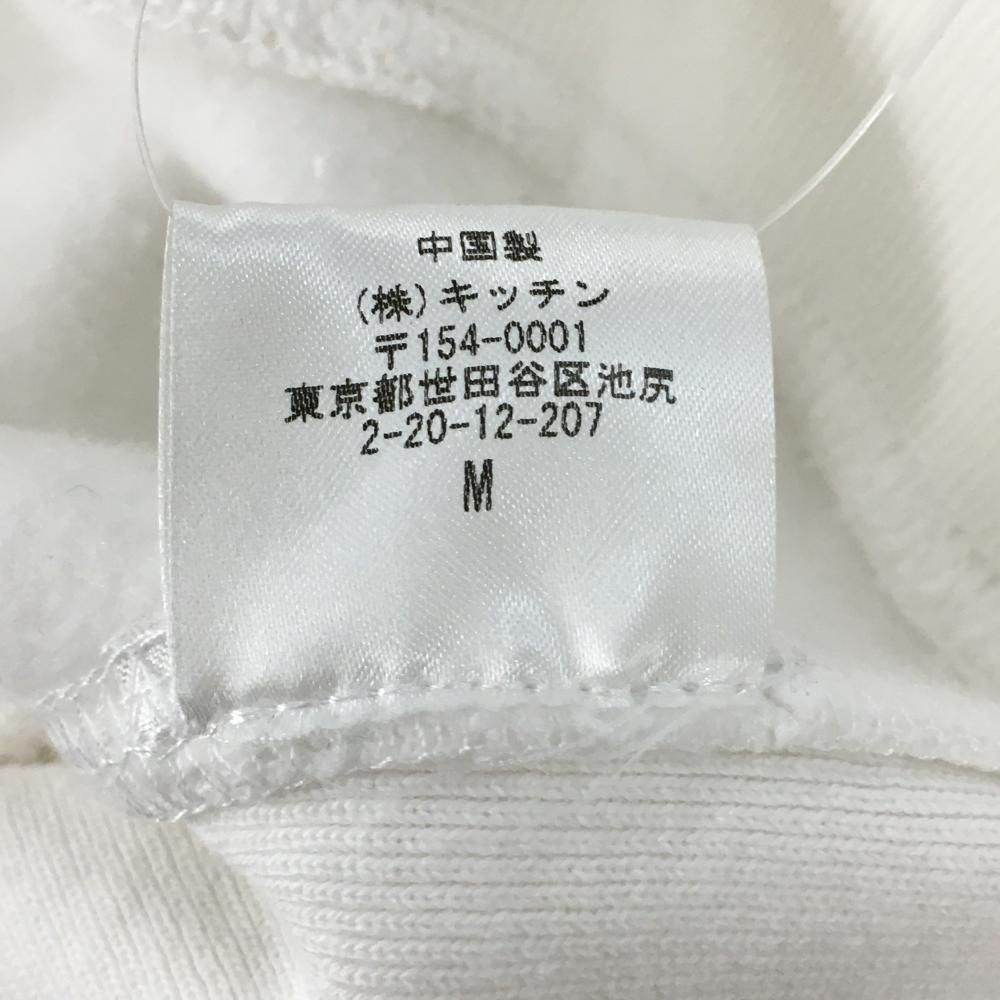 中国製
(株)キッチン
〒154-0001
東京都世田谷区池尻
2-20-12-207
M